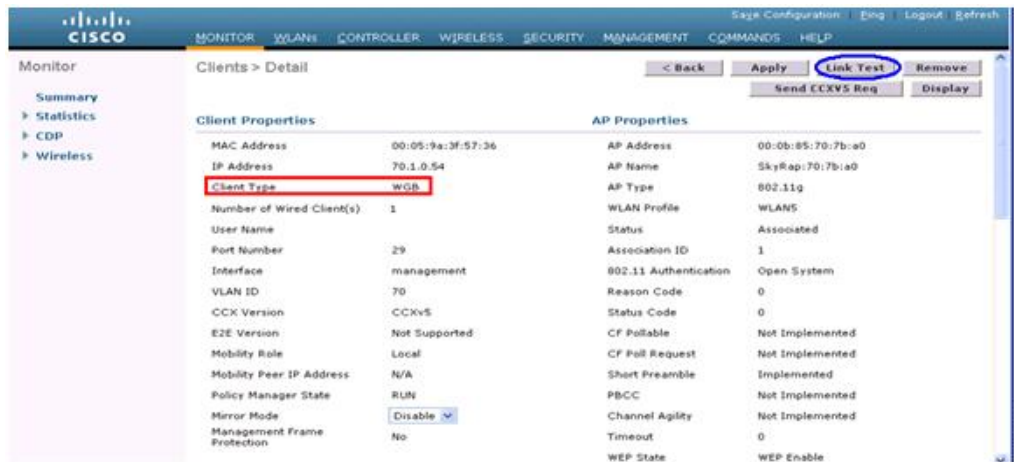 Save Configuration Ping Logout Refresh
CISCO
MONITOR WLANs CONTROLLER WIRELESS SECURITY MANAGEMENT COMMANDS HELP
Monitor
Summary
Statistics
CDP
Wireless
Clients > Detail
< Back Apply Link Test Remove
Send CCXV5 Req Display
Client Properties
MAC Address 00:05:9a:3f:57:36
IP Address 70.1.0.54
Client Type WGB
Number of Wired Client(s) 1
User Name
Port Number 29
Interface management
VLAN ID 70
CCX Version CCXv5
E2E Version Not Supported
Mobility Role Local
Mobility Peer IP Address N/A
Policy Manager State RUN
Mirror Mode Disable
Management Frame
Protection No
AP Properties
AP Address 00:0b:85:70:7b:a0
AP Name SkyRap:70:7b:a0
AP Type 802.11g
WLAN Profile WLAN5
Status Associated
Association ID 1
802.11 Authentication Open System
Reason Code 0
Status Code 0
CF Pollable Not Implemented
CF Poll Request Not Implemented
Short Preamble Implemented
PBCC Not Implemented
Channel Agility Not Implemented
Timeout 0
WEP State WEP Enable